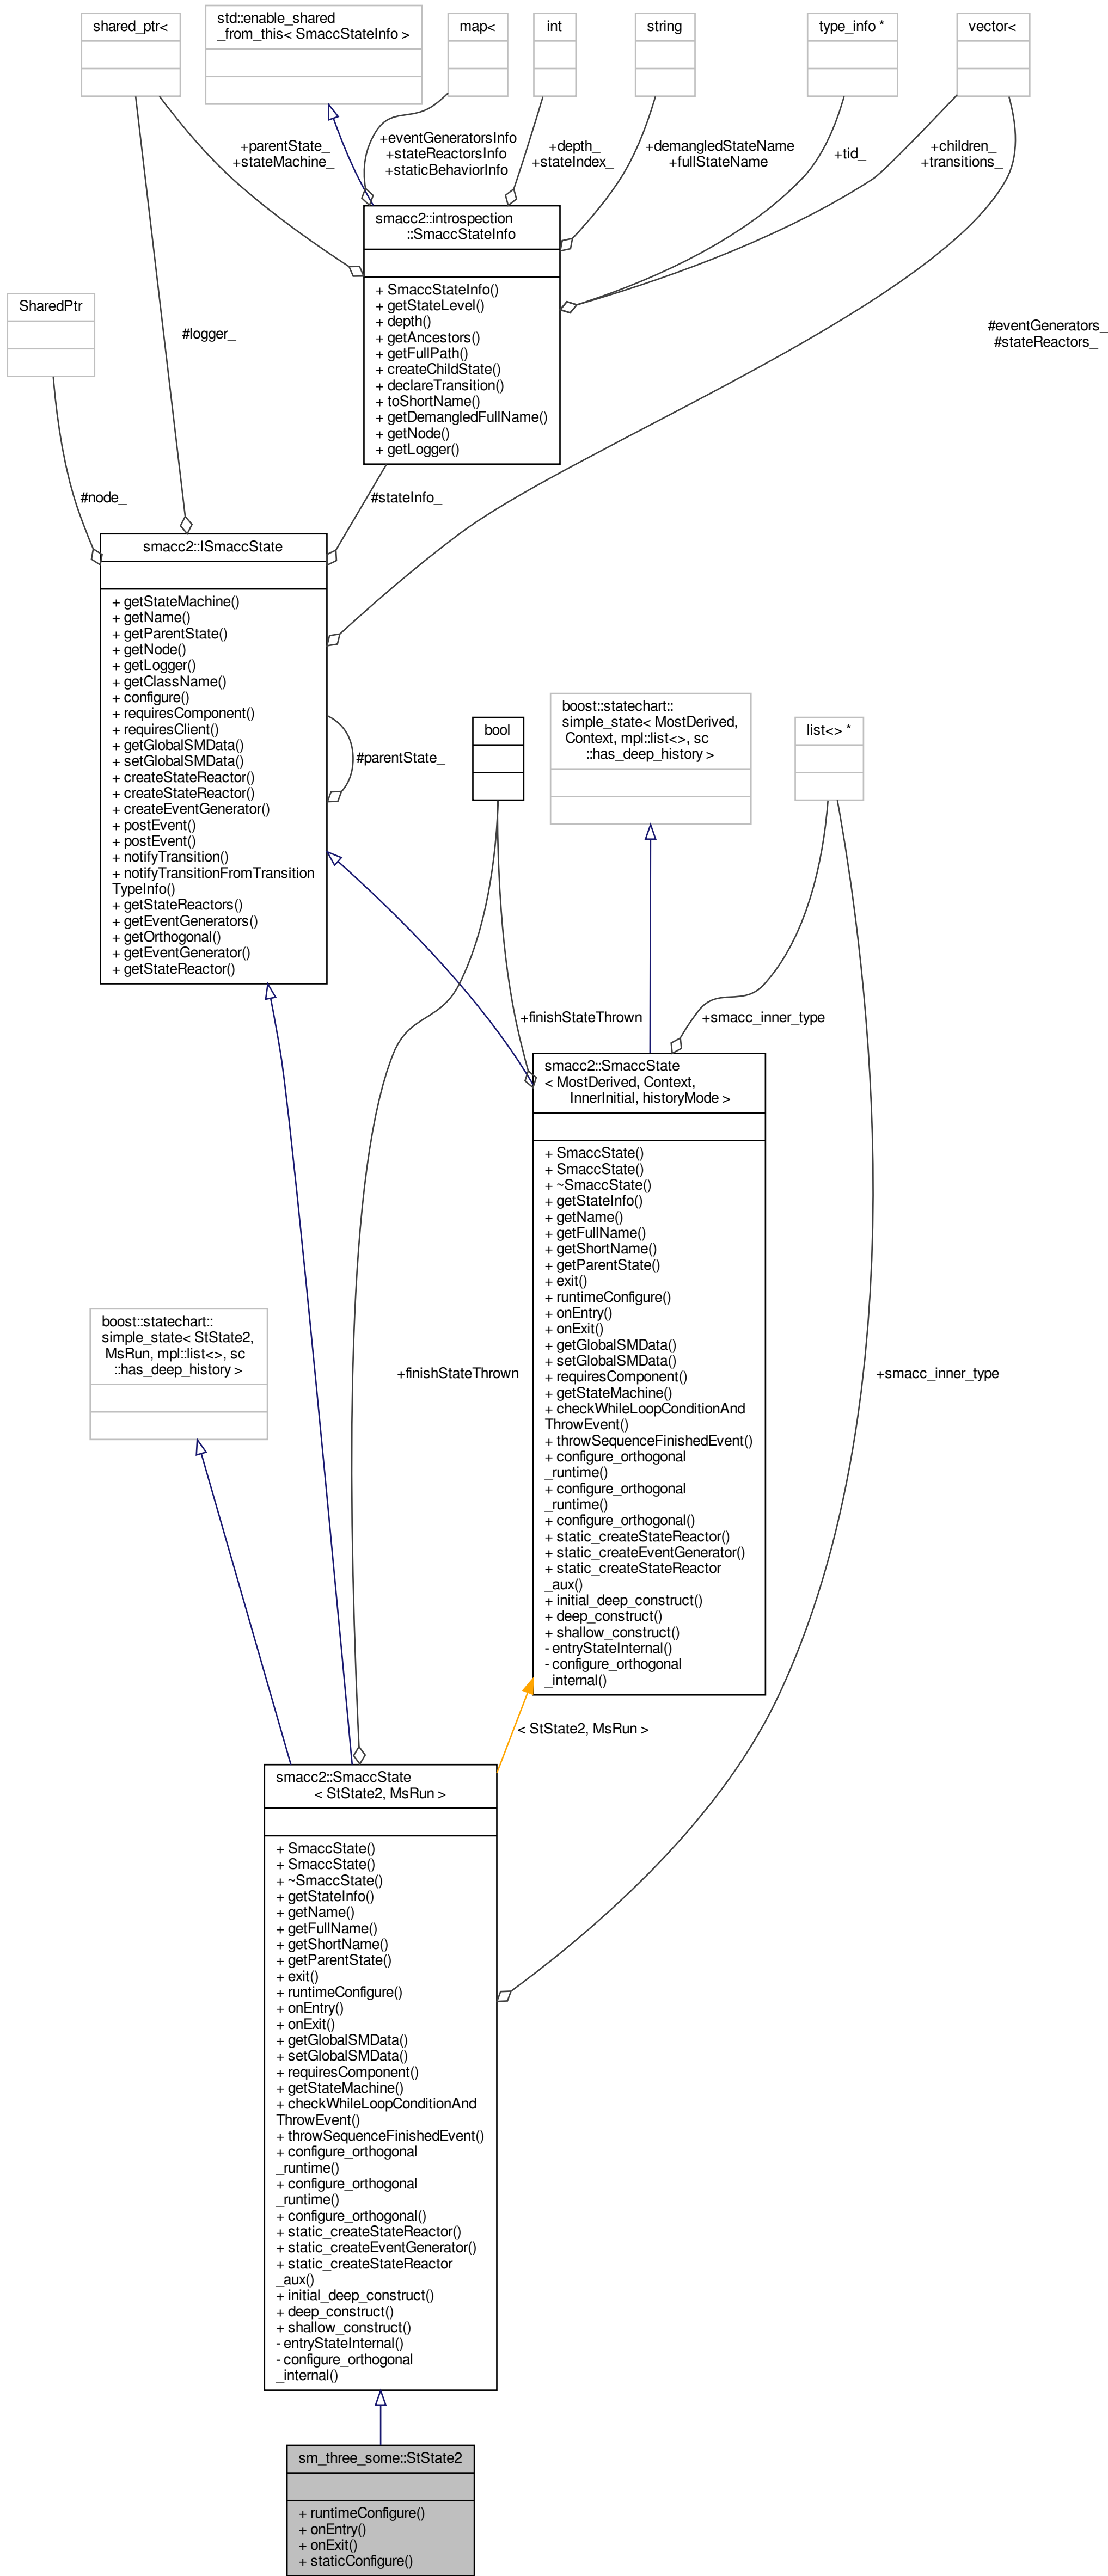 shared_ptr<
std::enable_shared
_from_this< SmaccStateInfo >
map<
int
string
type_info *
vector<
+parentState_
+stateMachine_
+eventGeneratorsInfo
+stateReactorsInfo
+staticBehaviorInfo
+depth_
+stateIndex_
+demangledStateName
+fullStateName
+tid_
+children_
+transitions_
smacc2::introspection
::SmaccStateInfo
+ SmaccStateInfo()
+ getStateLevel()
+ depth()
+ getAncestors()
+ getFullPath()
+ createChildState()
+ declareTransition()
+ toShortName()
+ getDemangledFullName()
+ getNode()
+ getLogger()
SharedPtr
#logger_
#eventGenerators_
#stateReactors_
#node_
#stateInfo_
smacc2::ISmaccState
+ getStateMachine()
+ getName()
+ getParentState()
+ getNode()
+ getLogger()
+ getClassName()
+ configure()
+ requiresComponent()
+ requiresClient()
+ getGlobalSMData()
+ setGlobalSMData()
+ createStateReactor()
+ createStateReactor()
+ createEventGenerator()
+ postEvent()
+ postEvent()
+ notifyTransition()
+ notifyTransitionFromTransition
TypeInfo()
+ getStateReactors()
+ getEventGenerators()
+ getOrthogonal()
+ getEventGenerator()
+ getStateReactor()
#parentState_
bool
boost::statechart::
simple_state< MostDerived,
Context, mpl::list<>, sc
::has_deep_history >
list<> *
+finishStateThrown
+smacc_inner_type
smacc2::SmaccState
< MostDerived, Context,
InnerInitial, historyMode >
+ SmaccState()
+ SmaccState()
+ ~SmaccState()
+ getStateInfo()
+ getName()
+ getFullName()
+ getShortName()
+ getParentState()
+ exit()
+ runtimeConfigure()
+ onEntry()
+ onExit()
+ getGlobalSMData()
+ setGlobalSMData()
+ requiresComponent()
+ getStateMachine()
+ checkWhileLoopConditionAnd
ThrowEvent()
+ throwSequenceFinishedEvent()
+ configure_orthogonal
_runtime()
+ configure_orthogonal
_runtime()
+ configure_orthogonal()
+ static_createStateReactor()
+ static_createEventGenerator()
+ static_createStateReactor
_aux()
+ initial_deep_construct()
+ deep_construct()
+ shallow_construct()
- entryStateInternal()
- configure_orthogonal
_internal()
boost::statechart::
simple_state< StState2,
MsRun, mpl::list<>, sc
::has_deep_history >
+finishStateThrown
+smacc_inner_type
< StState2, MsRun >
smacc2::SmaccState
< StState2, MsRun >
+ SmaccState()
+ SmaccState()
+ ~SmaccState()
+ getStateInfo()
+ getName()
+ getFullName()
+ getShortName()
+ getParentState()
+ exit()
+ runtimeConfigure()
+ onEntry()
+ onExit()
+ getGlobalSMData()
+ setGlobalSMData()
+ requiresComponent()
+ getStateMachine()
+ checkWhileLoopConditionAnd
ThrowEvent()
+ throwSequenceFinishedEvent()
+ configure_orthogonal
_runtime()
+ configure_orthogonal
_runtime()
+ configure_orthogonal()
+ static_createStateReactor()
+ static_createEventGenerator()
+ static_createStateReactor
_aux()
+ initial_deep_construct()
+ deep_construct()
+ shallow_construct()
- entryStateInternal()
- configure_orthogonal
_internal()
sm_three_some::StState2
+ runtimeConfigure()
+ onEntry()
+ onExit()
+ staticConfigure()